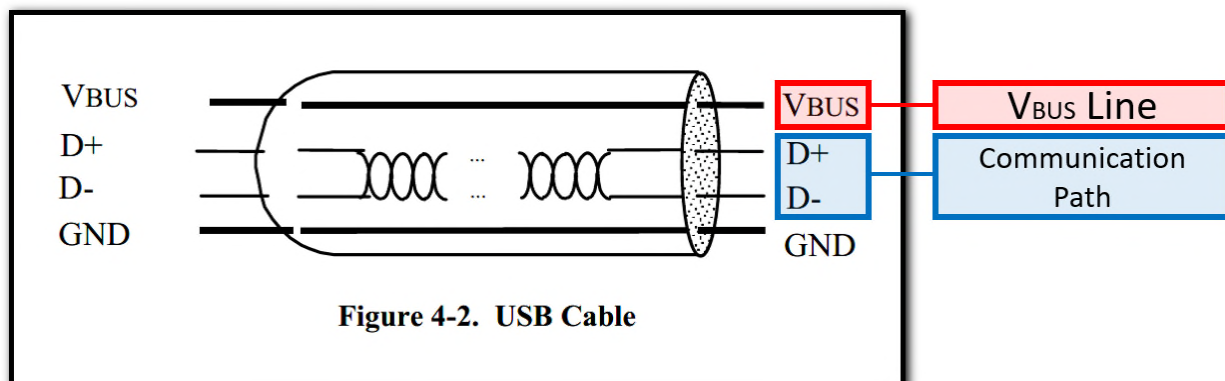 VBUS
D+
D-
GND
...
...
VBUS
D+
D-
GND
VBUS Line
Communication
Path
Figure 4-2. USB Cable